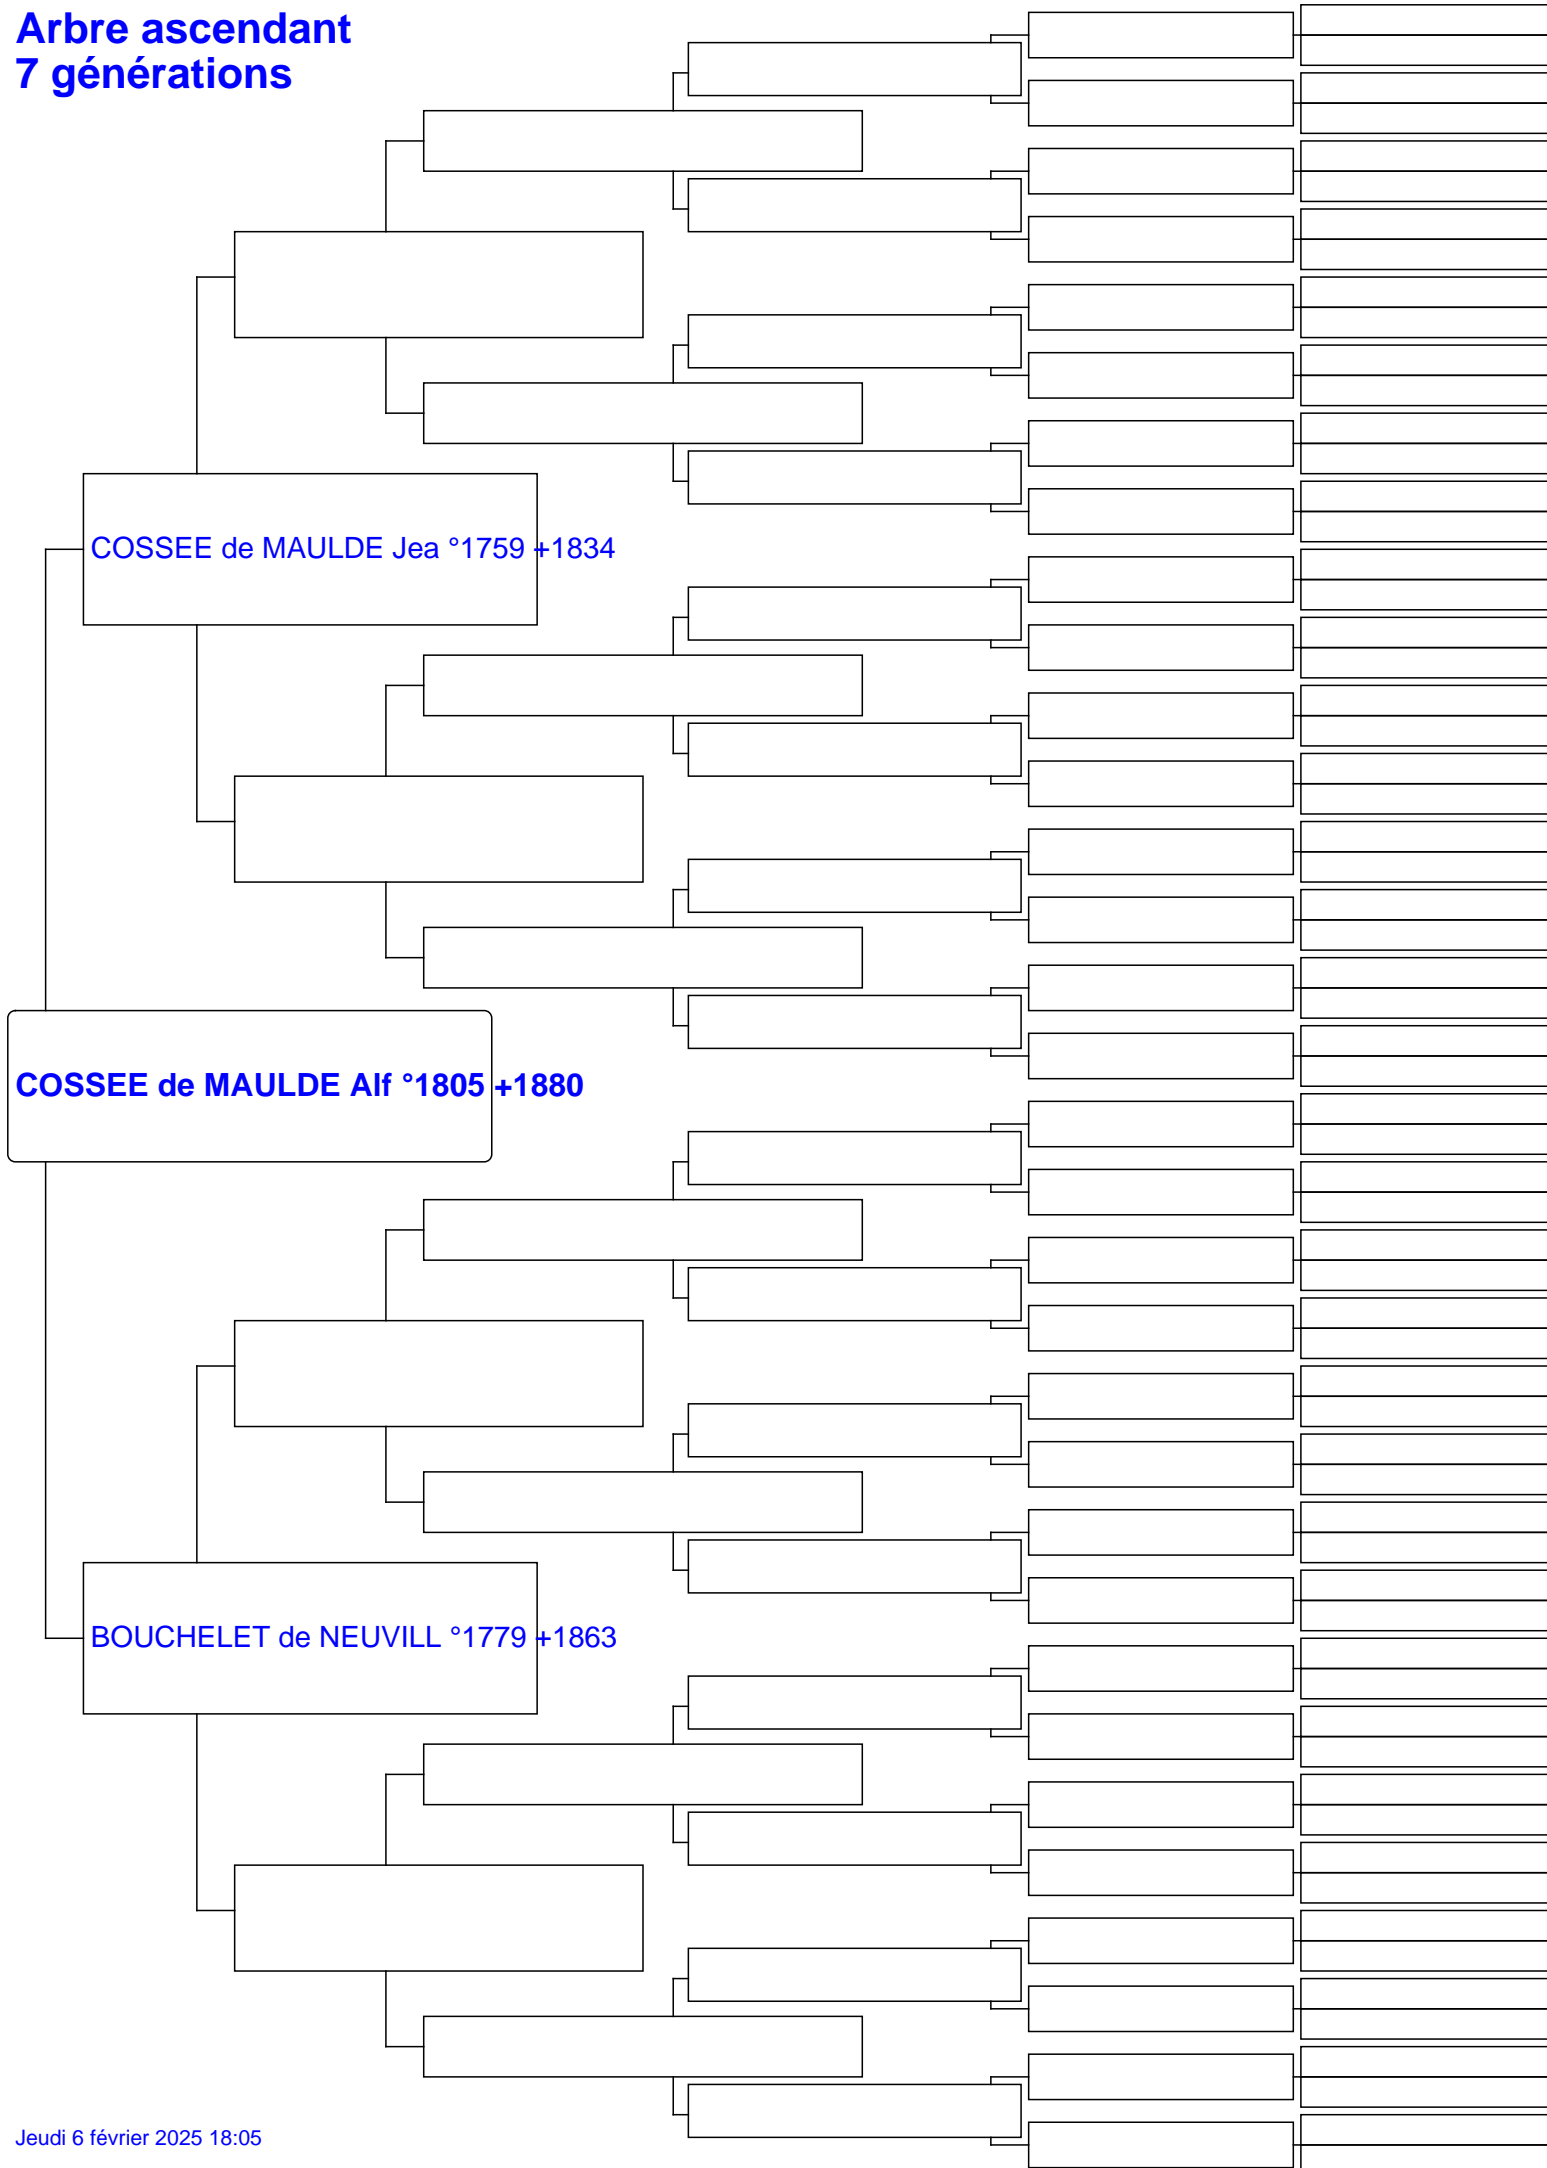 Arbre ascendant
7 générations
COSSEE de MAULDE Jea °1759 +1834
COSSEE de MAULDE Alf °1805 +1880
BOUCHELET de NEUVILL °1779 +1863
Jeudi 6 février 2025 18:05